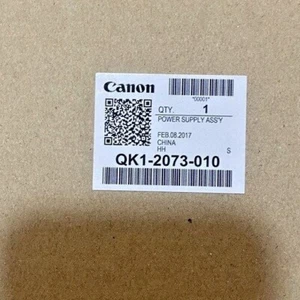 Canon
*00001*
QTY. 1
POWER SUPPLY ASS'Y
FEB.08.2017
CHINA
HH S
QK1-2073-010